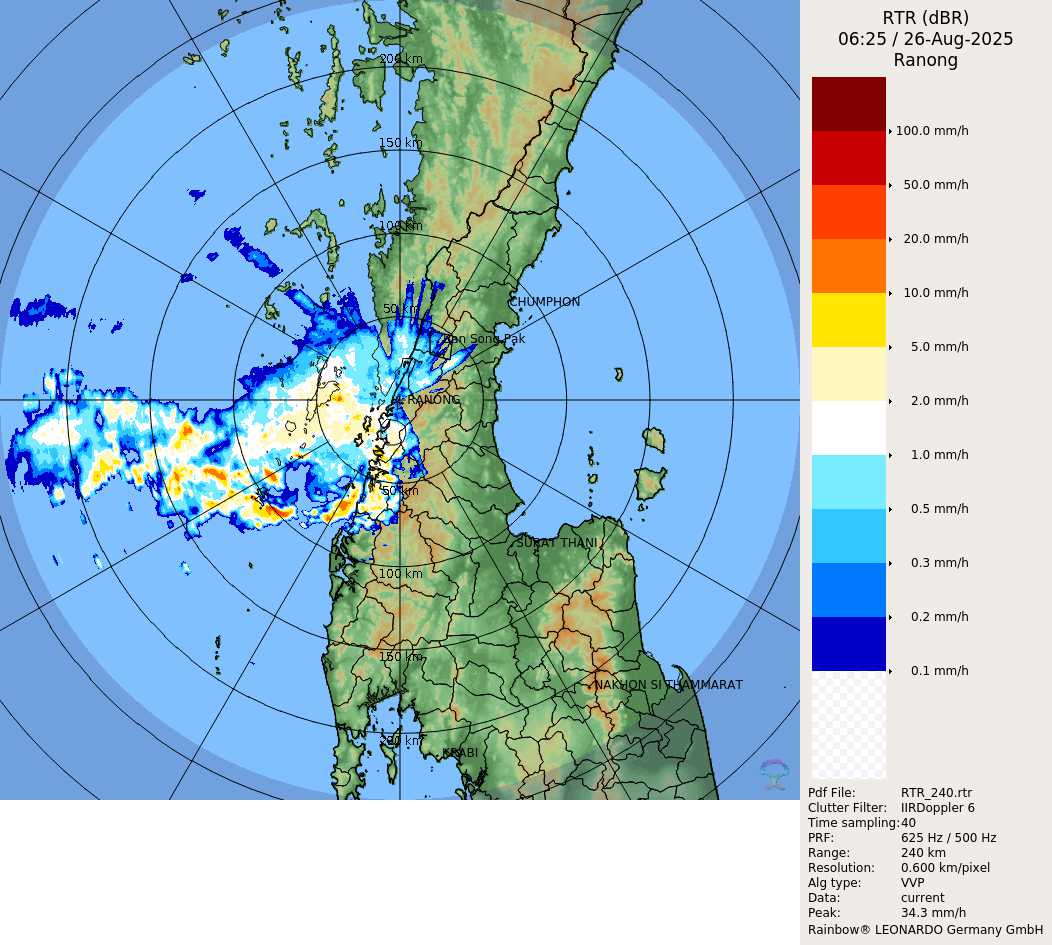 RTR (dBR)
06:25 / 26-Aug-2025
Ranong
200 km
150 km
100 km
50 km
CHUMPHON
Ban Song Pak
RANONG
50 km
SURAT THANI
100 km
150 km
NAKHON SI THAMMARAT
200 km
KRABI
100.0 mm/h
50.0 mm/h
20.0 mm/h
10.0 mm/h
5.0 mm/h
2.0 mm/h
1.0 mm/h
0.5 mm/h
0.3 mm/h
0.2 mm/h
0.1 mm/h
Pdf File: RTR_240.rtr
Clutter Filter: IIRDoppler 6
Time sampling: 40
PRF: 625 Hz / 500 Hz
Range: 240 km
Resolution: 0.600 km/pixel
Alg type: VVP
Data: current
Peak: 34.3 mm/h
Rainbow® LEONARDO Germany GmbH